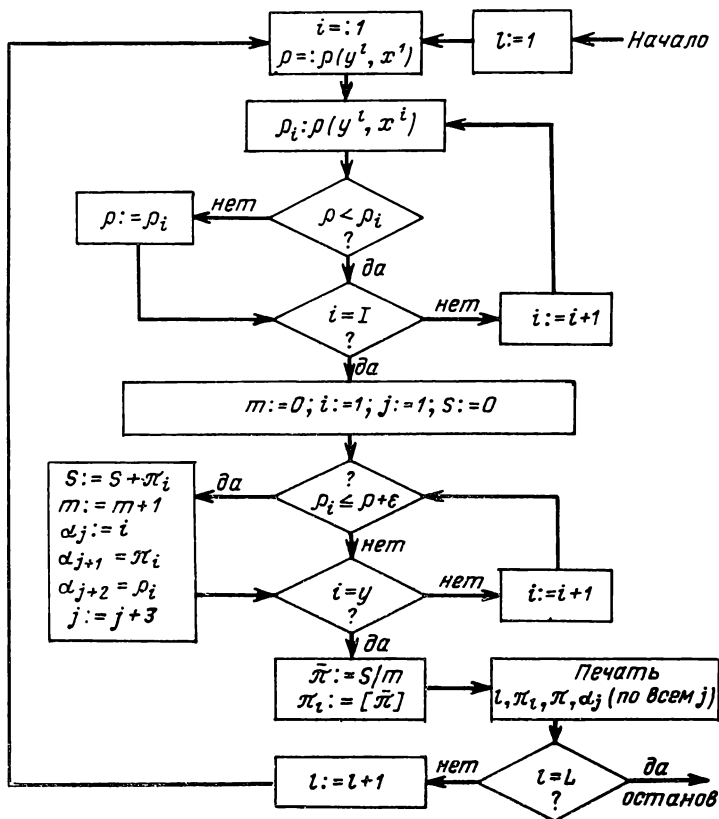 Начало
l:=1
i=:1
ρ=:ρ(y^l, x^1)
ρ_i:ρ(y^l, x^i)
ρ<ρ_i
?
нет
ρ:=ρ_i
да
i=I
?
нет
i:=i+1
да
m:=0; i:=1; j:=1; S:=0
?
ρ_i≤ρ+ε
да
S:=S+π_i
m:=m+1
α_j:=i
α_{j+1}=π_i
α_{j+2}=ρ_i
j:=j+3
нет
i=y
?
нет
i:=i+1
да
π̄:=S/m
π_l:=[π̄]
Печать
l,π_l,π,α_j (по всем j)
l=L
?
нет
l:=l+1
да
останов